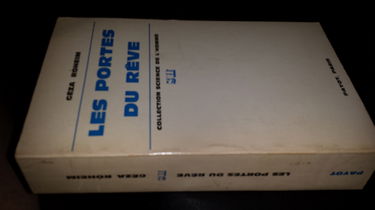 GEZA ROHEIM
LES PORTES
DU RÊVE
COLLECTION SCIENCE DE L'HOMME
PAYOT, PARIS
GEZA ROHEIM
LES PORTES DU RÊVE
PAYOT